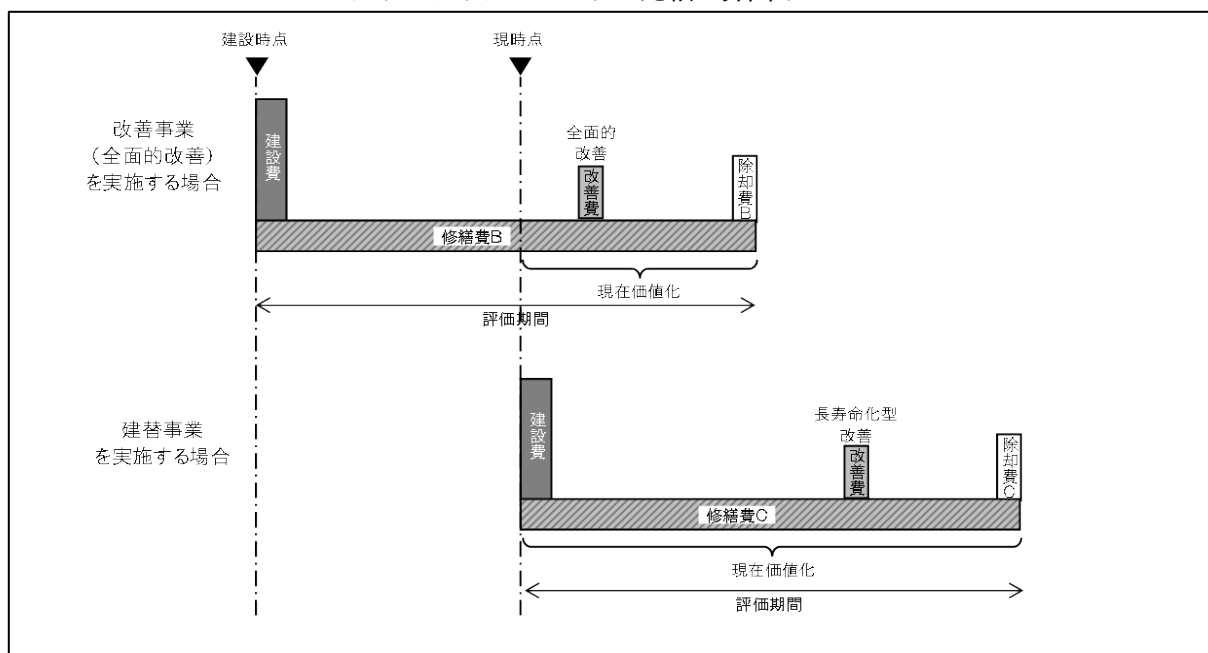 建設時点
現時点
改善事業
（全面的改善）
を実施する場合
建設費
全面的
改善
改善費
除却費B
修繕費B
現在価値化
評価期間
建替事業
を実施する場合
建設費
長寿命化型
改善
改善費
除却費C
修繕費C
現在価値化
評価期間